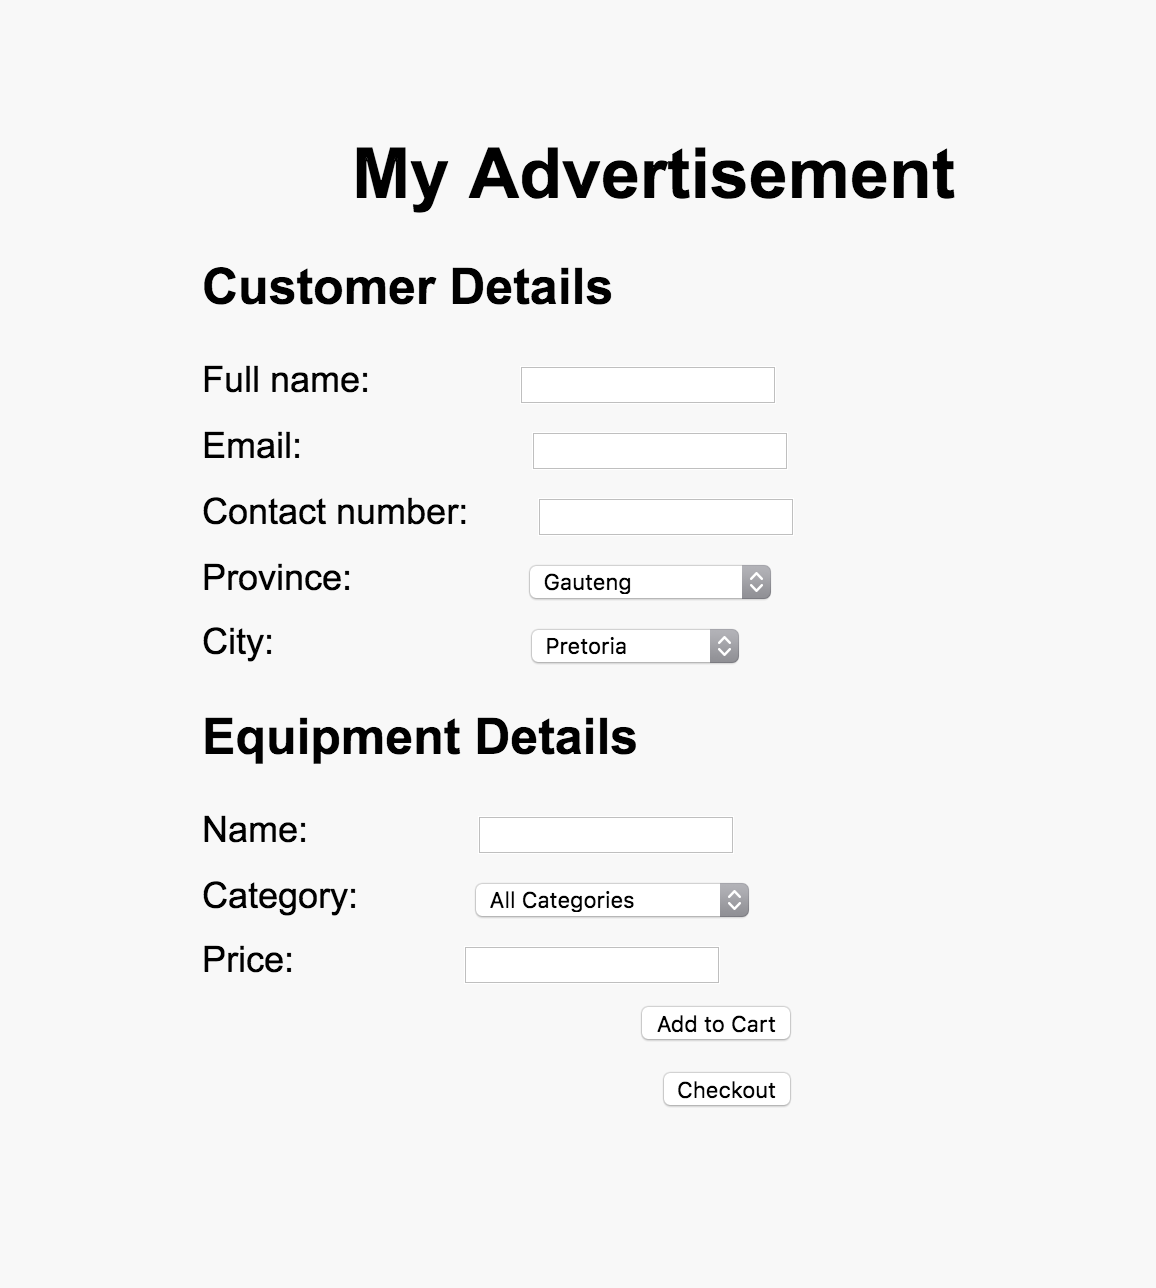 My Advertisement
Customer Details
Full name:
Email:
Contact number:
Province: Gauteng
City: Pretoria
Equipment Details
Name:
Category: All Categories
Price:
Add to Cart
Checkout